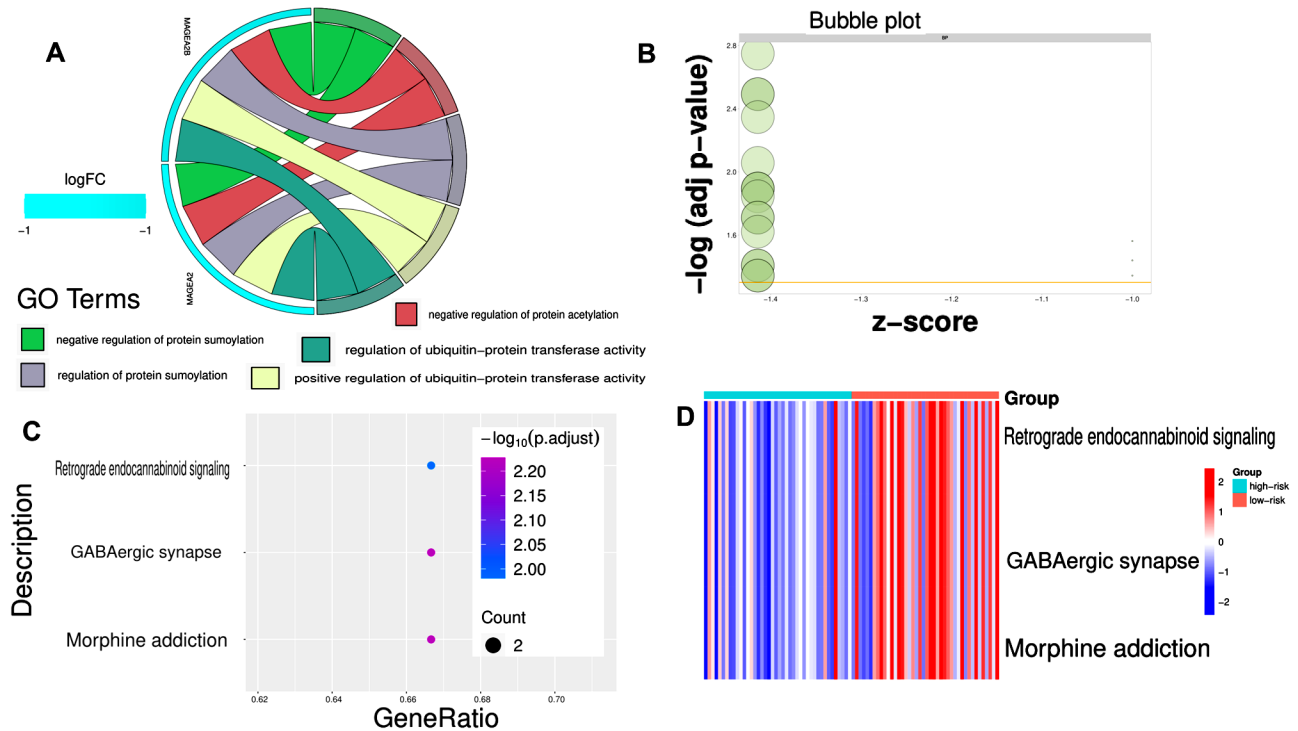 A
MAGEA2B
MAGEA2
logFC
−1
−1
GO Terms
negative regulation of protein acetylation
negative regulation of protein sumoylation
regulation of ubiquitin−protein transferase activity
regulation of protein sumoylation
positive regulation of ubiquitin−protein transferase activity
B
Bubble plot
BP
−log (adj p−value)
2.8
2.4
2.0
1.6
−1.4
−1.3
−1.2
−1.1
−1.0
z−score
C
Description
Retrograde endocannabinoid signaling
GABAergic synapse
Morphine addiction
−log10(p.adjust)
2.20
2.15
2.10
2.05
2.00
Count
2
0.62
0.64
0.66
0.68
0.70
GeneRatio
D
Group
Retrograde endocannabinoid signaling
GABAergic synapse
Morphine addiction
2
1
0
−1
−2
Group
high−risk
low−risk